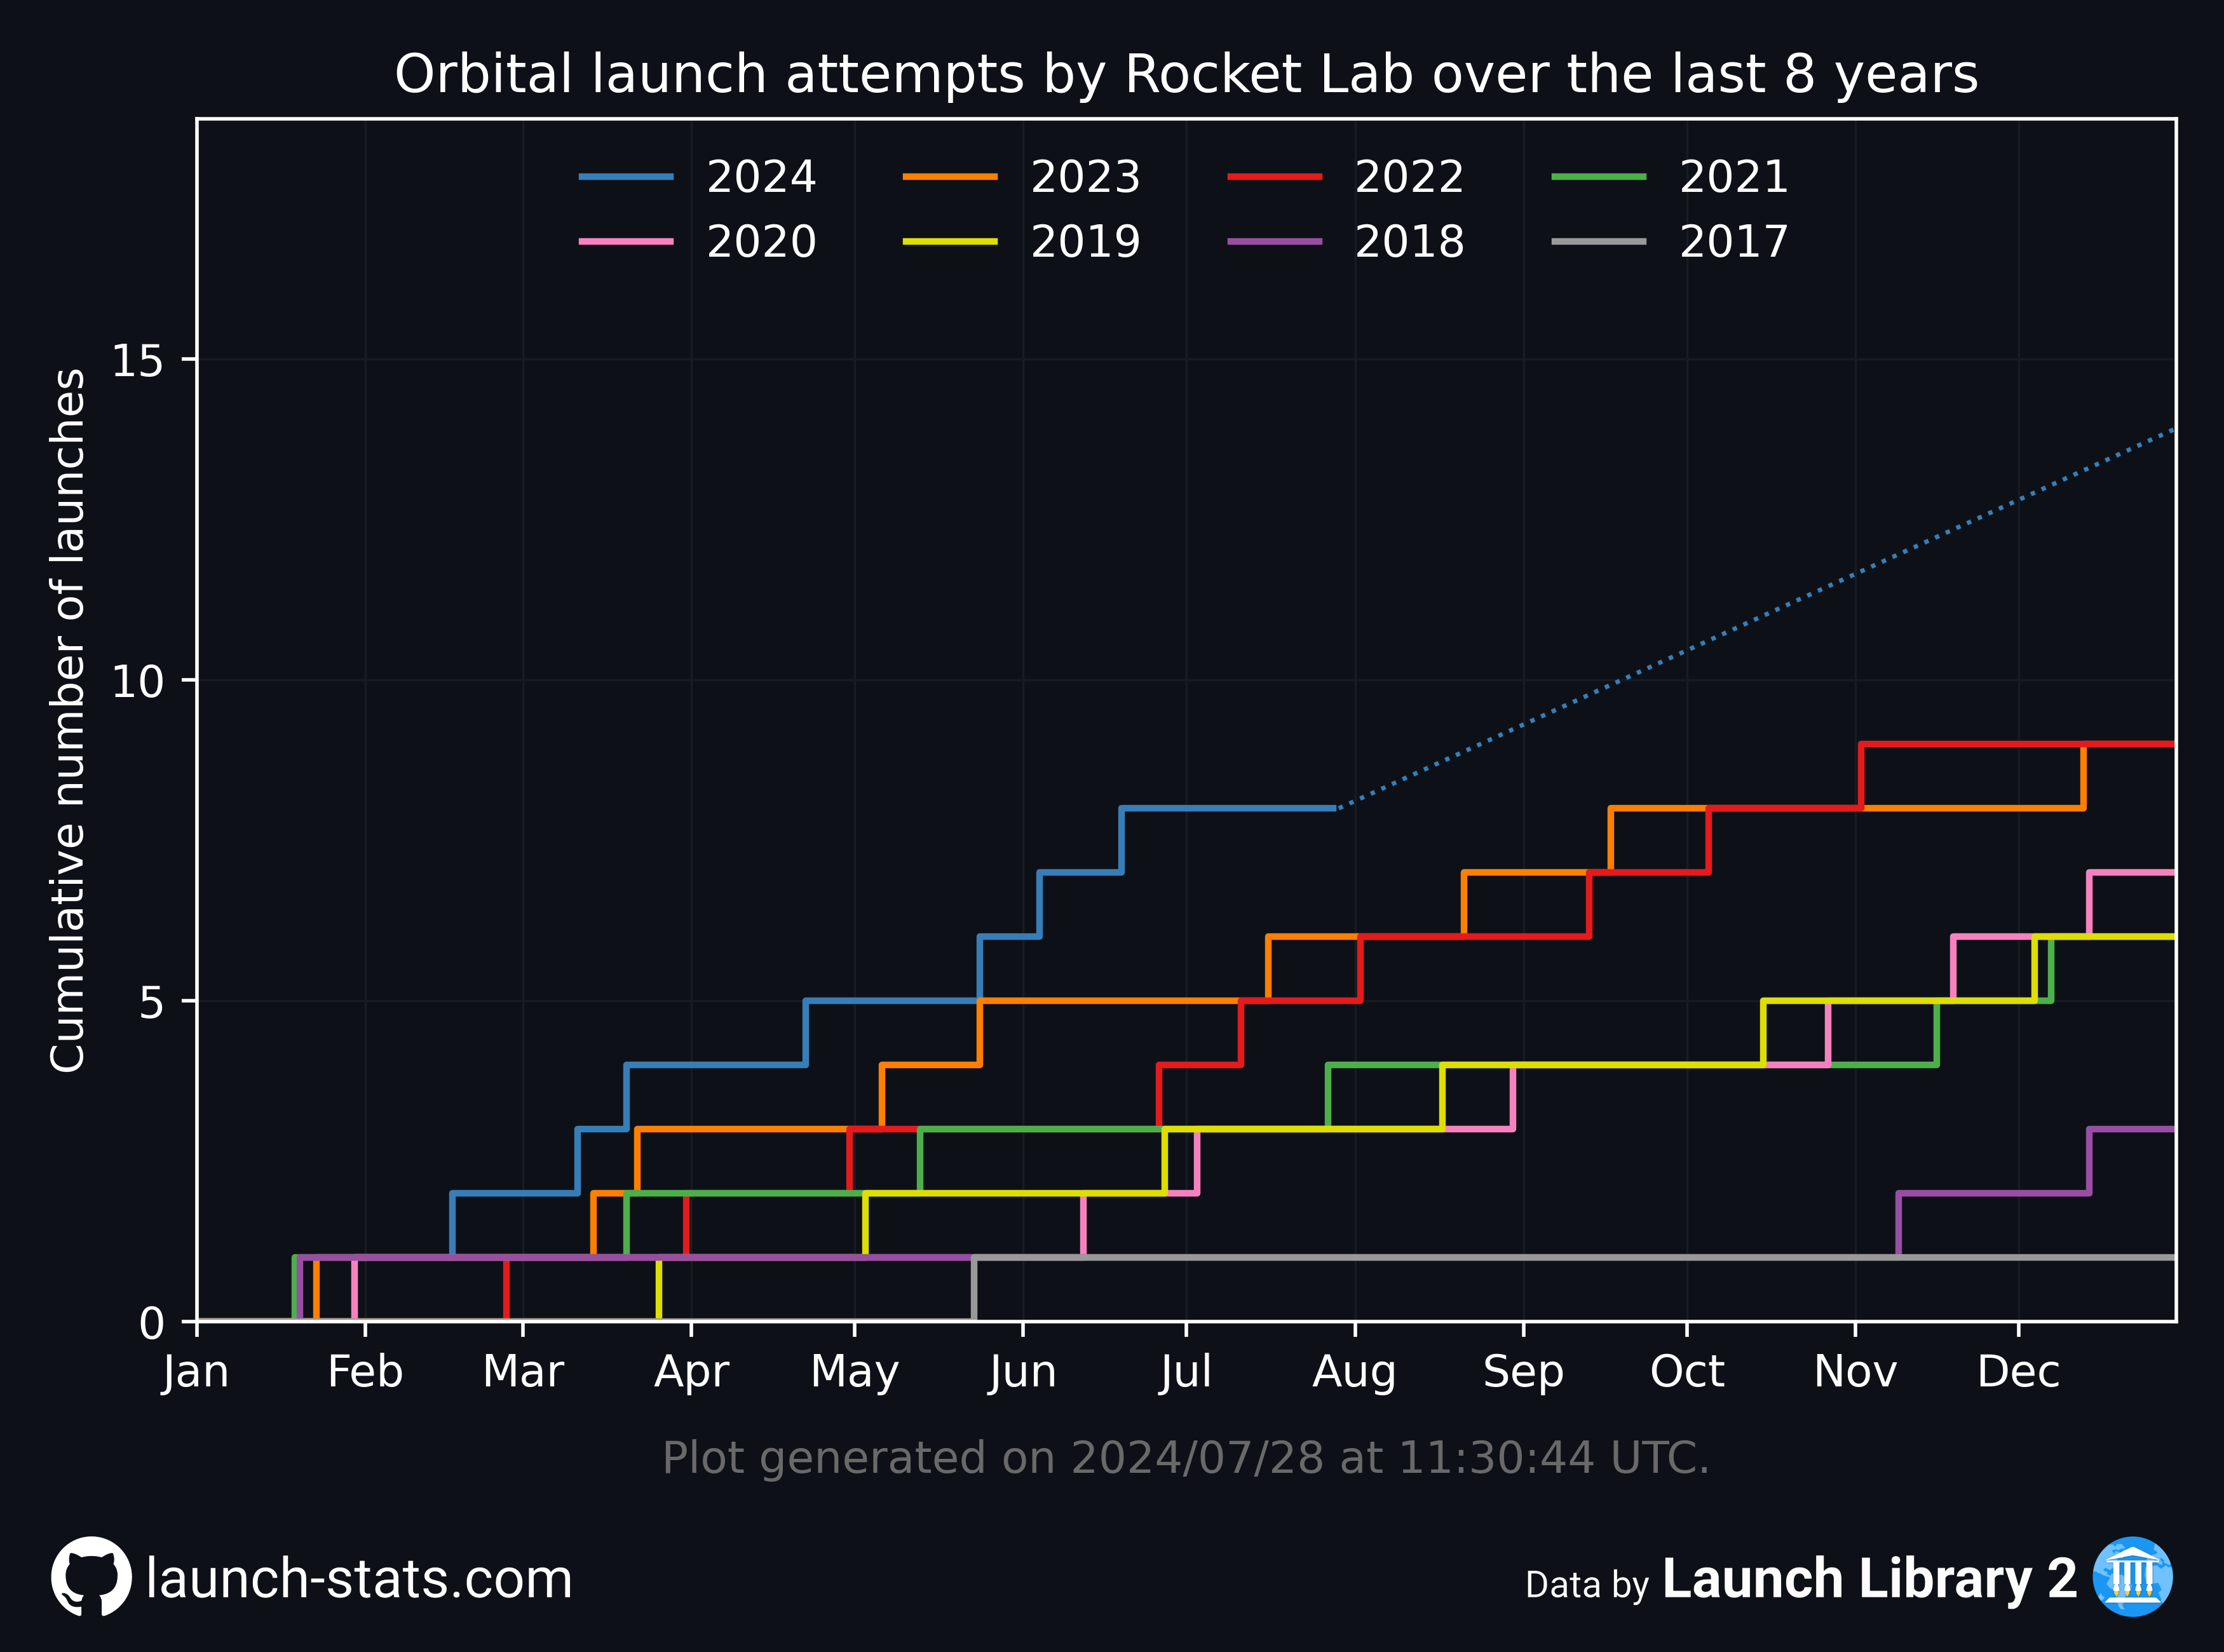 Orbital launch attempts by Rocket Lab over the last 8 years
2024 2023 2022 2021
2020 2019 2018 2017
Cumulative number of launches
15
10
5
0
Jan Feb Mar Apr May Jun Jul Aug Sep Oct Nov Dec
Plot generated on 2024/07/28 at 11:30:44 UTC.
launch-stats.com
Data by Launch Library 2